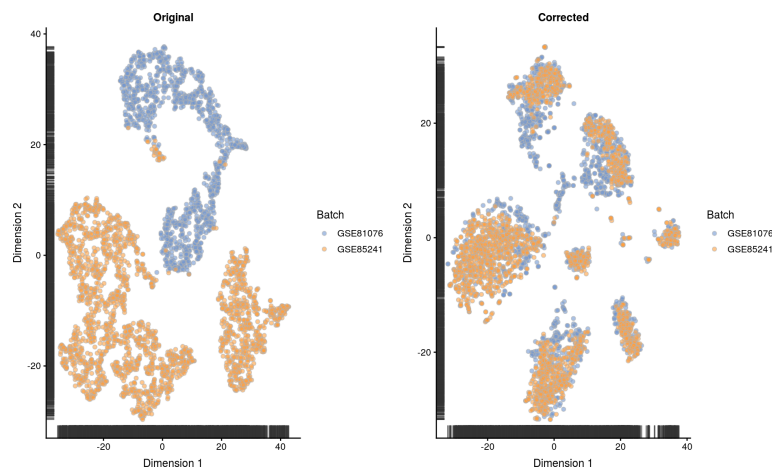 Original
40
20
0
-20
-20
0
20
40
Dimension 1
Dimension 2
Batch
GSE81076
GSE85241
Corrected
20
0
-20
-20
0
20
40
Dimension 1
Dimension 2
Batch
GSE81076
GSE85241